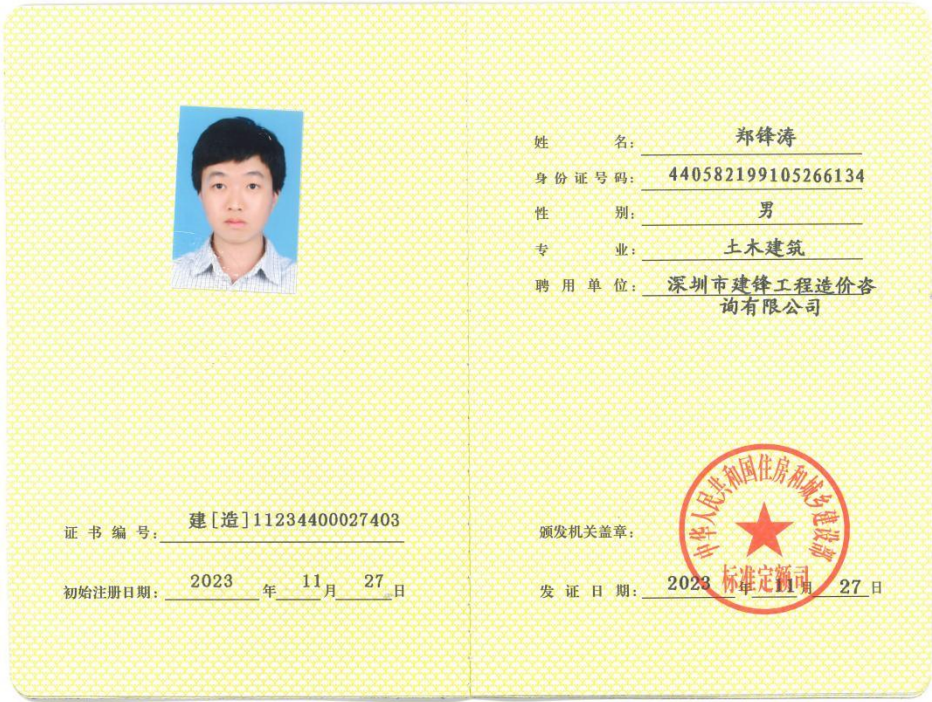 姓 名： 郑锋涛
身份证号码： 440582199105266134
性 别： 男
专 业： 土木建筑
聘用单位： 深圳市建锋工程造价咨
询有限公司
证书编号： 建[造]11234400027403
初始注册日期： 2023 年 11 月 27 日
颁发机关盖章：
中华人民共和国住房和城乡建设部
标准定额司
发证日期： 2023 年 11 月 27 日